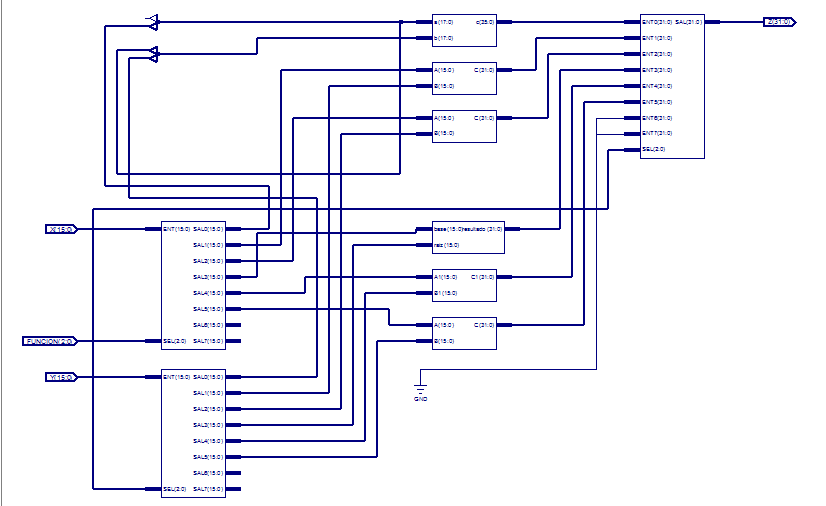 a(17:0) c(35:0)
b(17:0)
Z(31:0)
ENT0(31:0) SAL(31:0)
ENT1(31:0)
ENT2(31:0)
ENT3(31:0)
ENT4(31:0)
ENT5(31:0)
ENT6(31:0)
ENT7(31:0)
SEL(2:0)
A(15:0) C(31:0)
B(15:0)
A(15:0) C(31:0)
B(15:0)
X(15:0)
ENT(15:0) SAL0(15:0)
SAL1(15:0)
SAL2(15:0)
SAL3(15:0)
SAL4(15:0)
SAL5(15:0)
SAL6(15:0)
SEL(2:0) SAL7(15:0)
FUNCION(2:0)
base(15:0) resultado(31:0)
raiz(15:0)
A1(15:0) C1(31:0)
B1(15:0)
A(15:0) C(31:0)
B(15:0)
GND
Y(15:0)
ENT(15:0) SAL0(15:0)
SAL1(15:0)
SAL2(15:0)
SAL3(15:0)
SAL4(15:0)
SAL5(15:0)
SAL6(15:0)
SEL(2:0) SAL7(15:0)